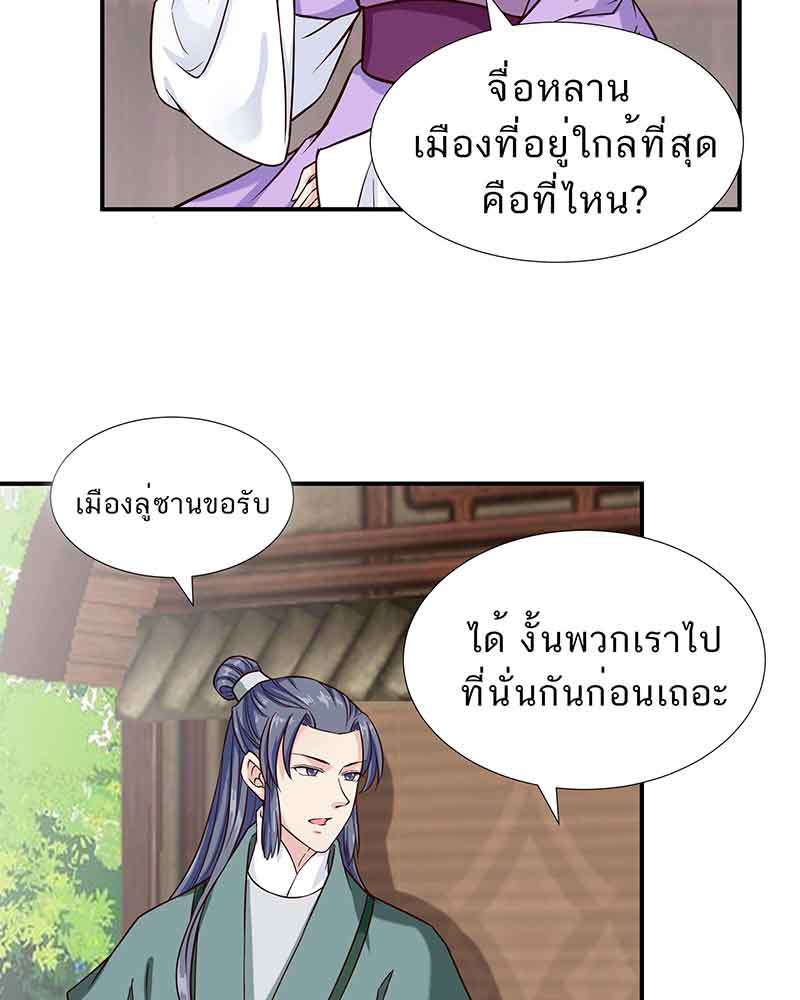 จื่อหลาน
เมืองที่อยู่ใกล้ที่สุด
คือที่ไหน?
เมืองลู่ซานขอรับ
ได้ งั้นพวกเราไป
ที่นั่นกันก่อนเถอะ